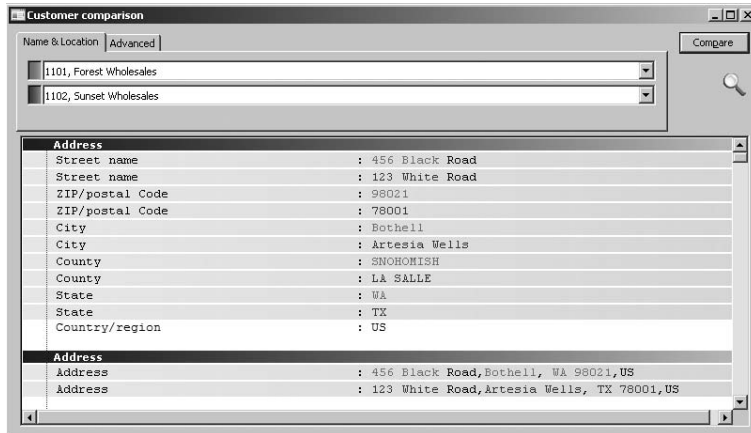 Customer comparison
Name & Location Advanced
Compare
1101, Forest Wholesales
1102, Sunset Wholesales
Address
Street name : 456 Black Road
Street name : 123 White Road
ZIP/postal Code : 98021
ZIP/postal Code : 78001
City : Bothell
City : Artesia Wells
County : SNOHOMISH
County : LA SALLE
State : WA
State : TX
Country/region : US
Address
Address : 456 Black Road,Bothell, WA 98021,US
Address : 123 White Road,Artesia Wells, TX 78001,US